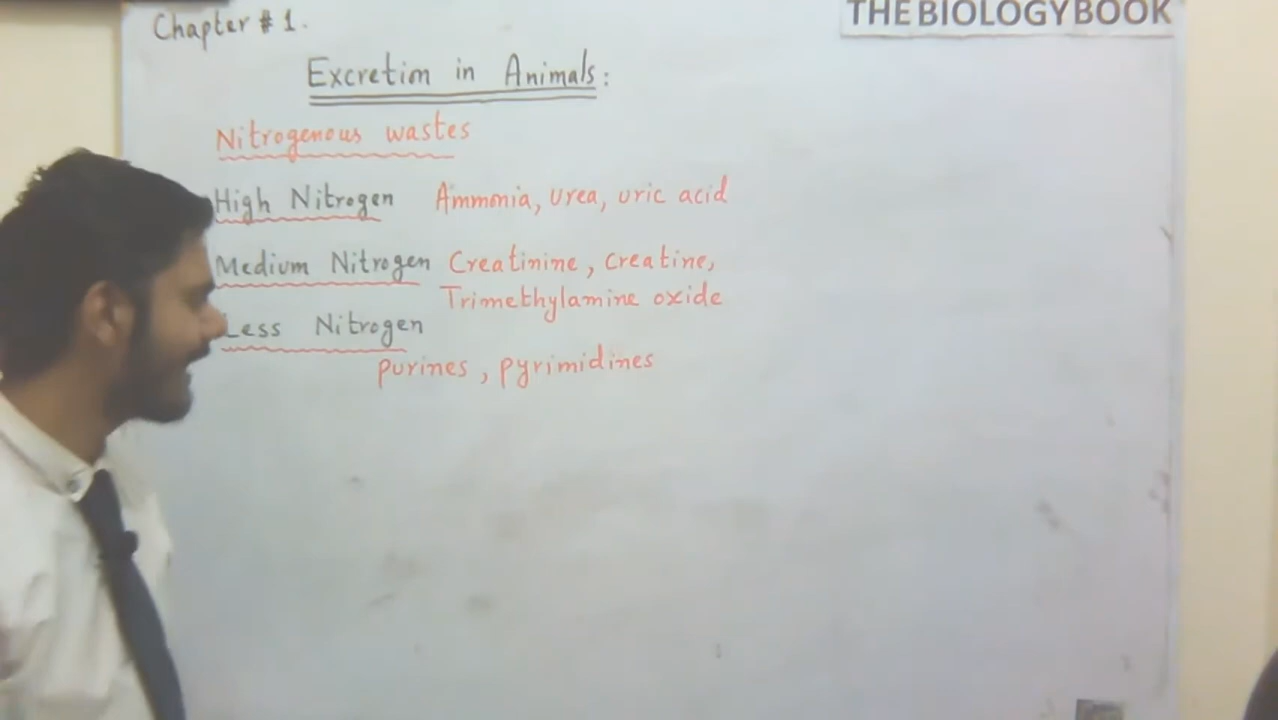 Chapter # 1.
THE BIOLOGY BOOK
Excretion in Animals:
Nitrogenous wastes
High Nitrogen Ammonia, Urea, uric acid
Medium Nitrogen Creatinine, creatine,
Trimethylamine oxide
Less Nitrogen
purines, pyrimidines